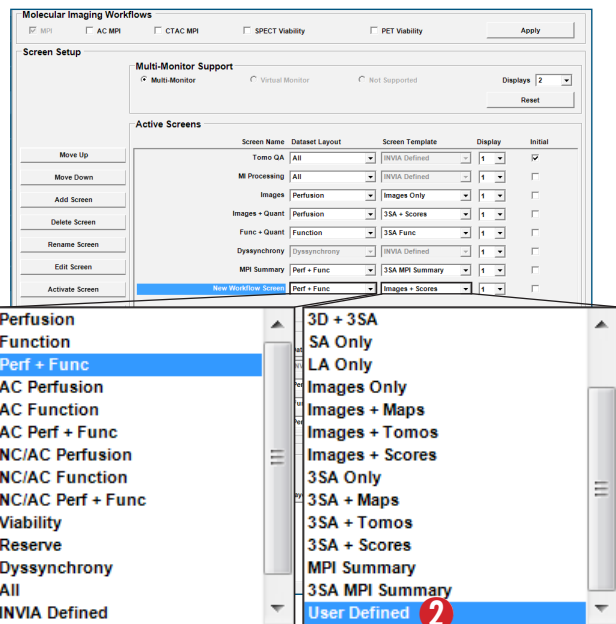 Molecular Imaging Workflows
MPI AC MPI CTAC MPI SPECT Viability PET Viability Apply
Screen Setup
Multi-Monitor Support
Multi-Monitor Virtual Monitor Not Supported Displays 2
Reset
Active Screens
Screen Name Dataset Layout Screen Template Display Initial
Move Up
Move Down
Add Screen
Delete Screen
Rename Screen
Edit Screen
Activate Screen
Tomo QA All INVIA Defined 1
MI Processing All INVIA Defined 1
Images Perfusion Images Only 1
Images + Quant Perfusion 3SA + Scores 1
Func + Quant Function 3SA Func 1
Dyssynchrony Dyssynchrony INVIA Defined 1
MPI Summary Perf + Func 3SA MPI Summary 1
New Workflow Screen Perf + Func Images + Scores 1
Perfusion
Function
Perf + Func
AC Perfusion
AC Function
AC Perf + Func
NC/AC Perfusion
NC/AC Function
NC/AC Perf + Func
Viability
Reserve
Dyssynchrony
All
INVIA Defined
3D + 3SA
SA Only
LA Only
Images Only
Images + Maps
Images + Tomos
Images + Scores
3SA Only
3SA + Maps
3SA + Tomos
3SA + Scores
MPI Summary
3SA MPI Summary
User Defined 2